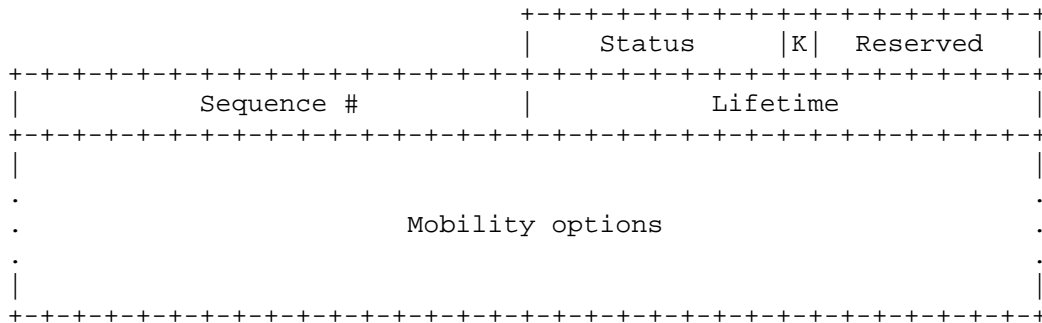 +-+-+-+-+-+-+-+-+-+-+-+-+-+-+-+-+
|    Status     |K|  Reserved   |
+-+-+-+-+-+-+-+-+-+-+-+-+-+-+-+-+-+-+-+-+-+-+-+-+-+-+-+-+-+-+-+-+
|           Sequence #          |           Lifetime            |
+-+-+-+-+-+-+-+-+-+-+-+-+-+-+-+-+-+-+-+-+-+-+-+-+-+-+-+-+-+-+-+-+
|                                                               |
.                                                               .
.                        Mobility options                       .
.                                                               .
|                                                               |
+-+-+-+-+-+-+-+-+-+-+-+-+-+-+-+-+-+-+-+-+-+-+-+-+-+-+-+-+-+-+-+-+